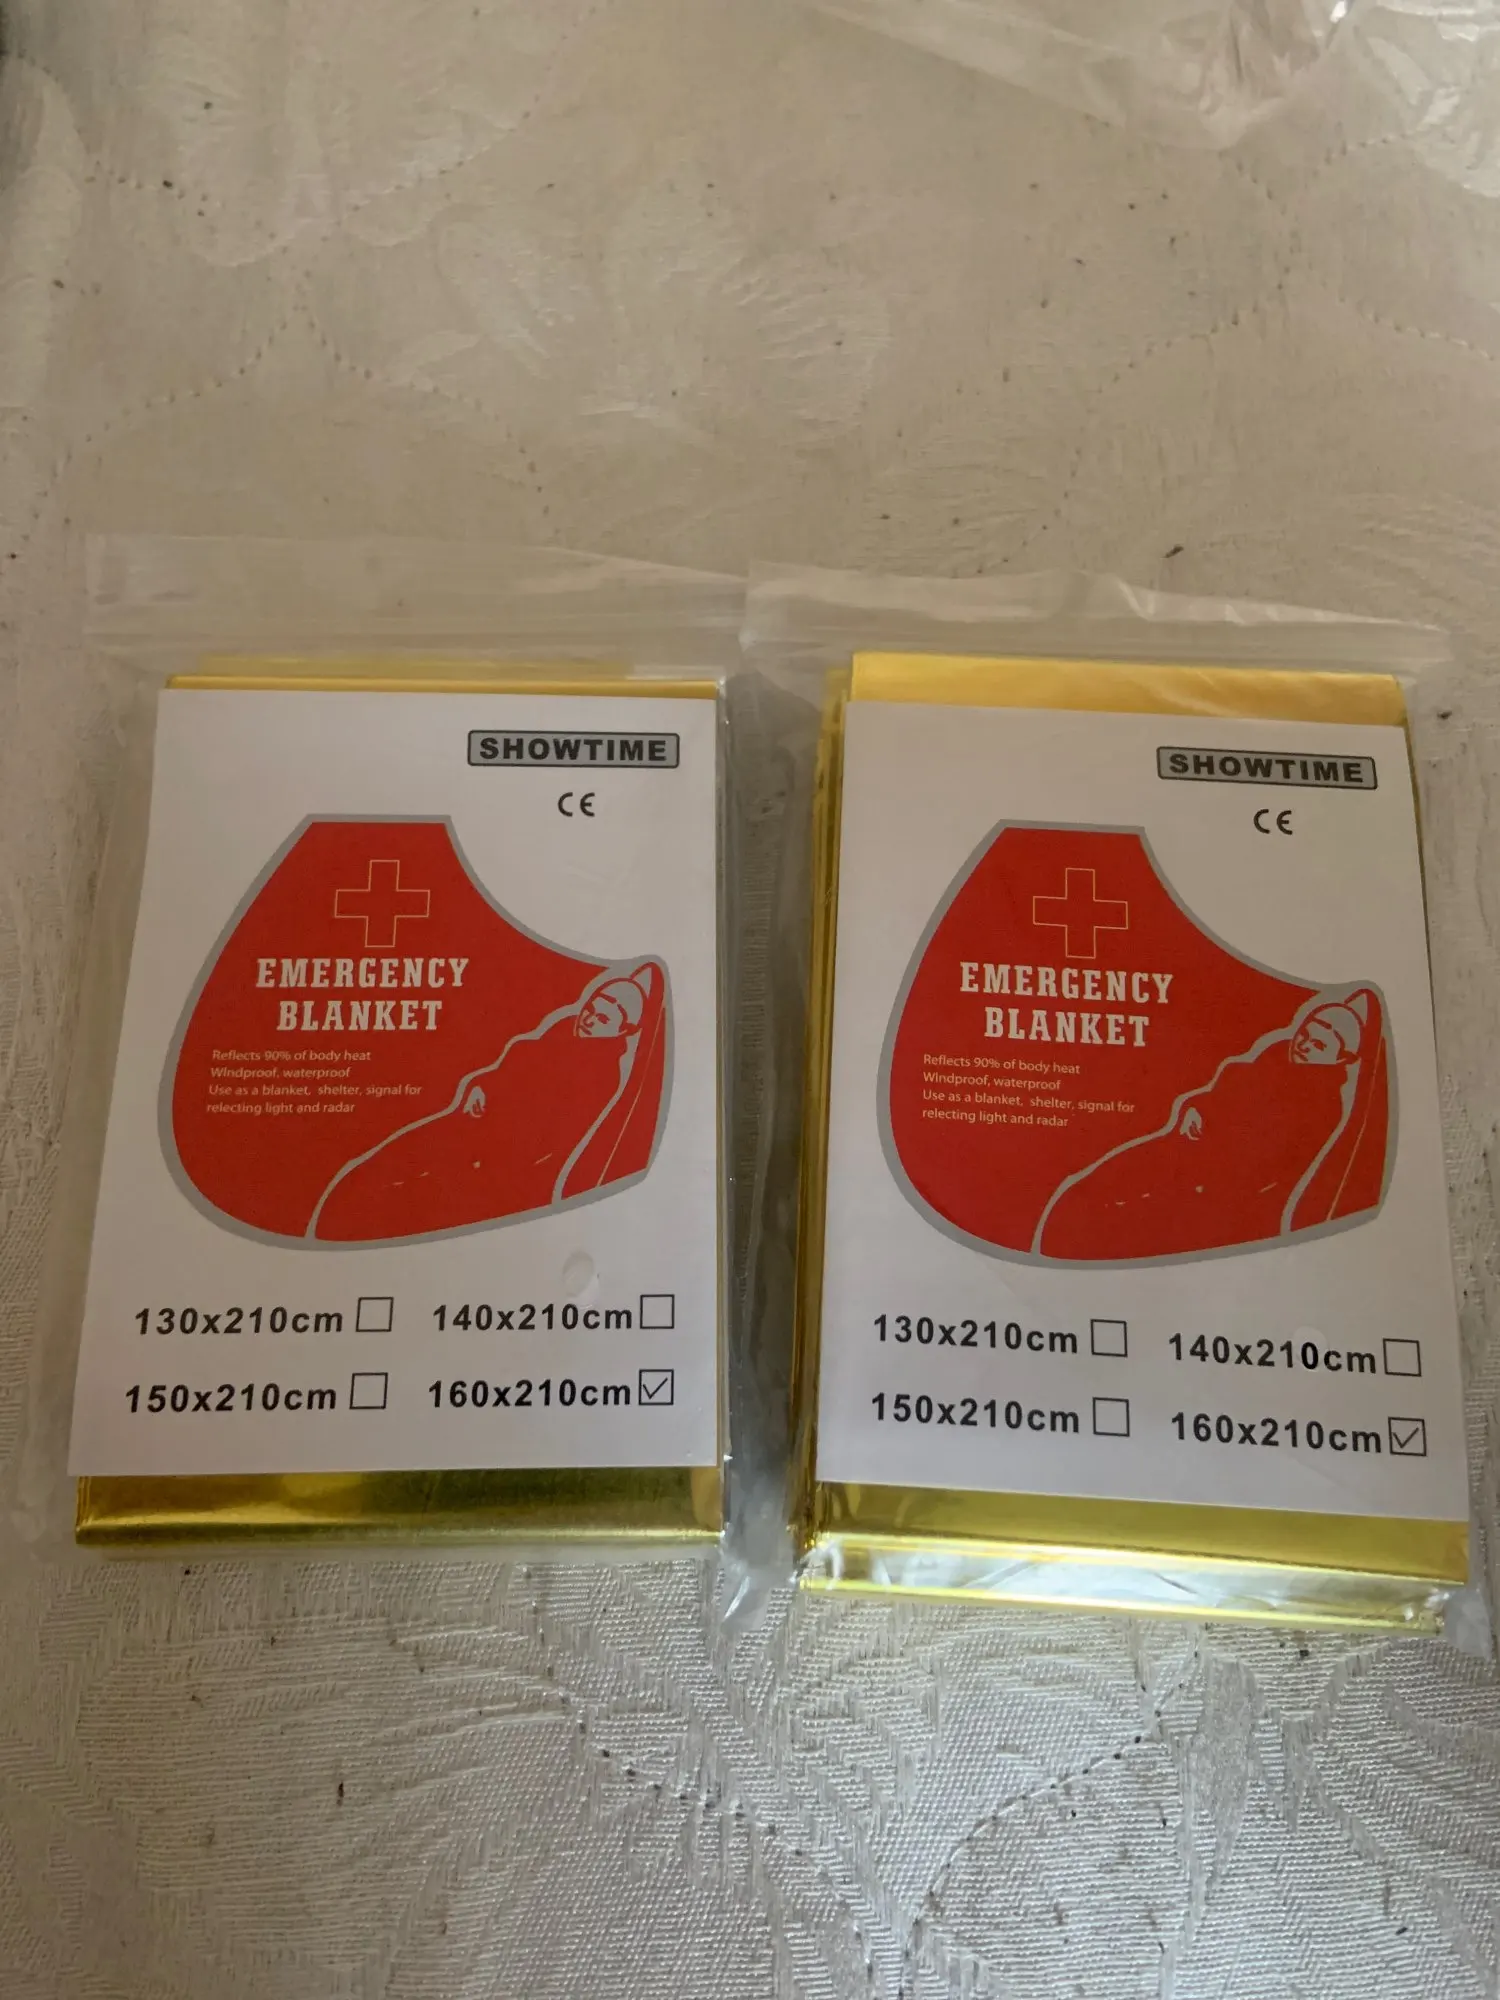 SHOWTIME
CE
EMERGENCY
BLANKET
Reflects 90% of body heat
Windproof, waterproof
Use as a blanket, shelter, signal for
relecting light and radar
130x210cm 140x210cm
150x210cm 160x210cm
SHOWTIME
CE
EMERGENCY
BLANKET
Reflects 90% of body heat
Windproof, waterproof
Use as a blanket, shelter, signal for
relecting light and radar
130x210cm 140x210cm
150x210cm 160x210cm